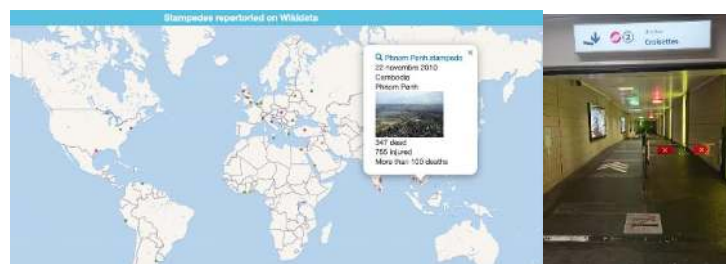 Stampedes repertoried on Wikidata
Phnom Penh stampede
22 novembre 2010
Cambodia
Phnom Penh
347 dead
755 injured
More than 100 deaths
2
Croisettes